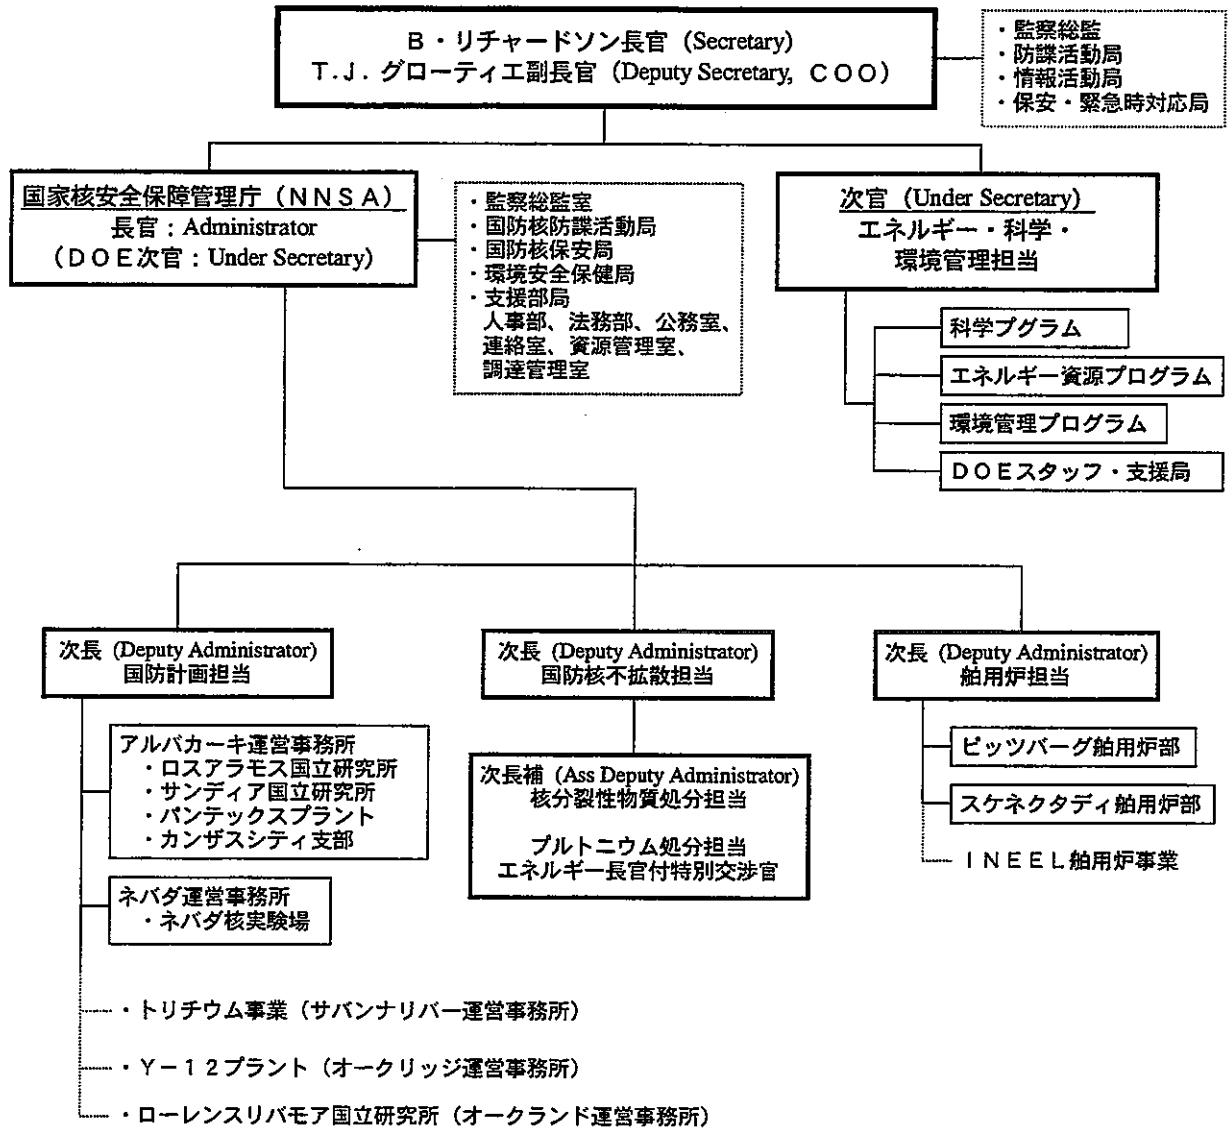 B・リチャードソン長官 (Secretary)
T.J. グローティエ副長官 (Deputy Secretary, COO)
・監察総監
・防諜活動局
・情報活動局
・保安・緊急時対応局
国家核安全保障管理庁 (NNSA)
長官：Administrator
(DOE次官：Under Secretary)
・監察総監室
・国防核防諜活動局
・国防核保安局
・環境安全保健局
・支援部局
人事部、法務部、公務室、
連絡室、資源管理室、
調達管理室
次官 (Under Secretary)
エネルギー・科学・
環境管理担当
科学プグラム
エネルギー資源プログラム
環境管理プログラム
DOEスタッフ・支援局
次長 (Deputy Administrator)
国防計画担当
次長 (Deputy Administrator)
国防核不拡散担当
次長 (Deputy Administrator)
舶用炉担当
アルバカーキ運営事務所
・ロスアラモス国立研究所
・サンディア国立研究所
・パンテックスプラント
・カンザスシティ支部
ネバダ運営事務所
・ネバダ核実験場
・トリチウム事業（サバンナリバー運営事務所）
・Y－12プラント（オークリッジ運営事務所）
・ローレンスリバモア国立研究所（オークランド運営事務所）
次長補 (Ass Deputy Administrator)
核分裂性物質処分担当
プルトニウム処分担当
エネルギー長官付特別交渉官
ピッツバーグ舶用炉部
スケネクタディ舶用炉部
INEEL舶用炉事業